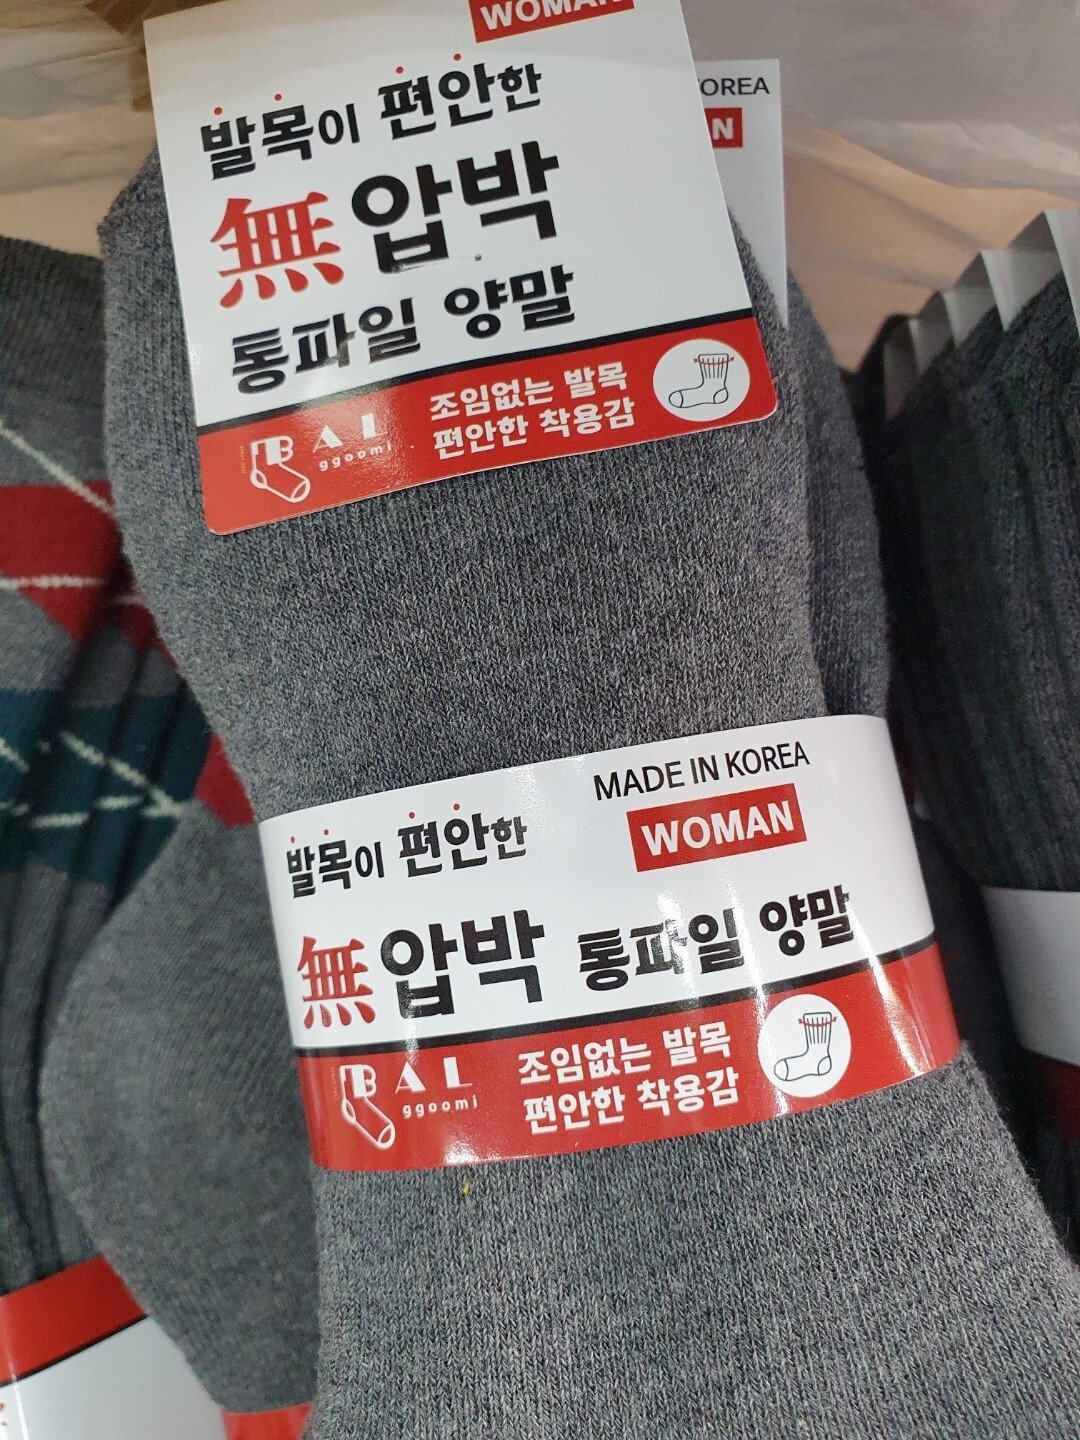 WOMAN
발목이 편안한
無압박
통파일 양말
BAL
ggoomi
조임없는 발목
편안한 착용감
KOREA
MADE IN KOREA
WOMAN
발목이 편안한
無압박 통파일 양말
BAL
ggoomi
조임없는 발목
편안한 착용감